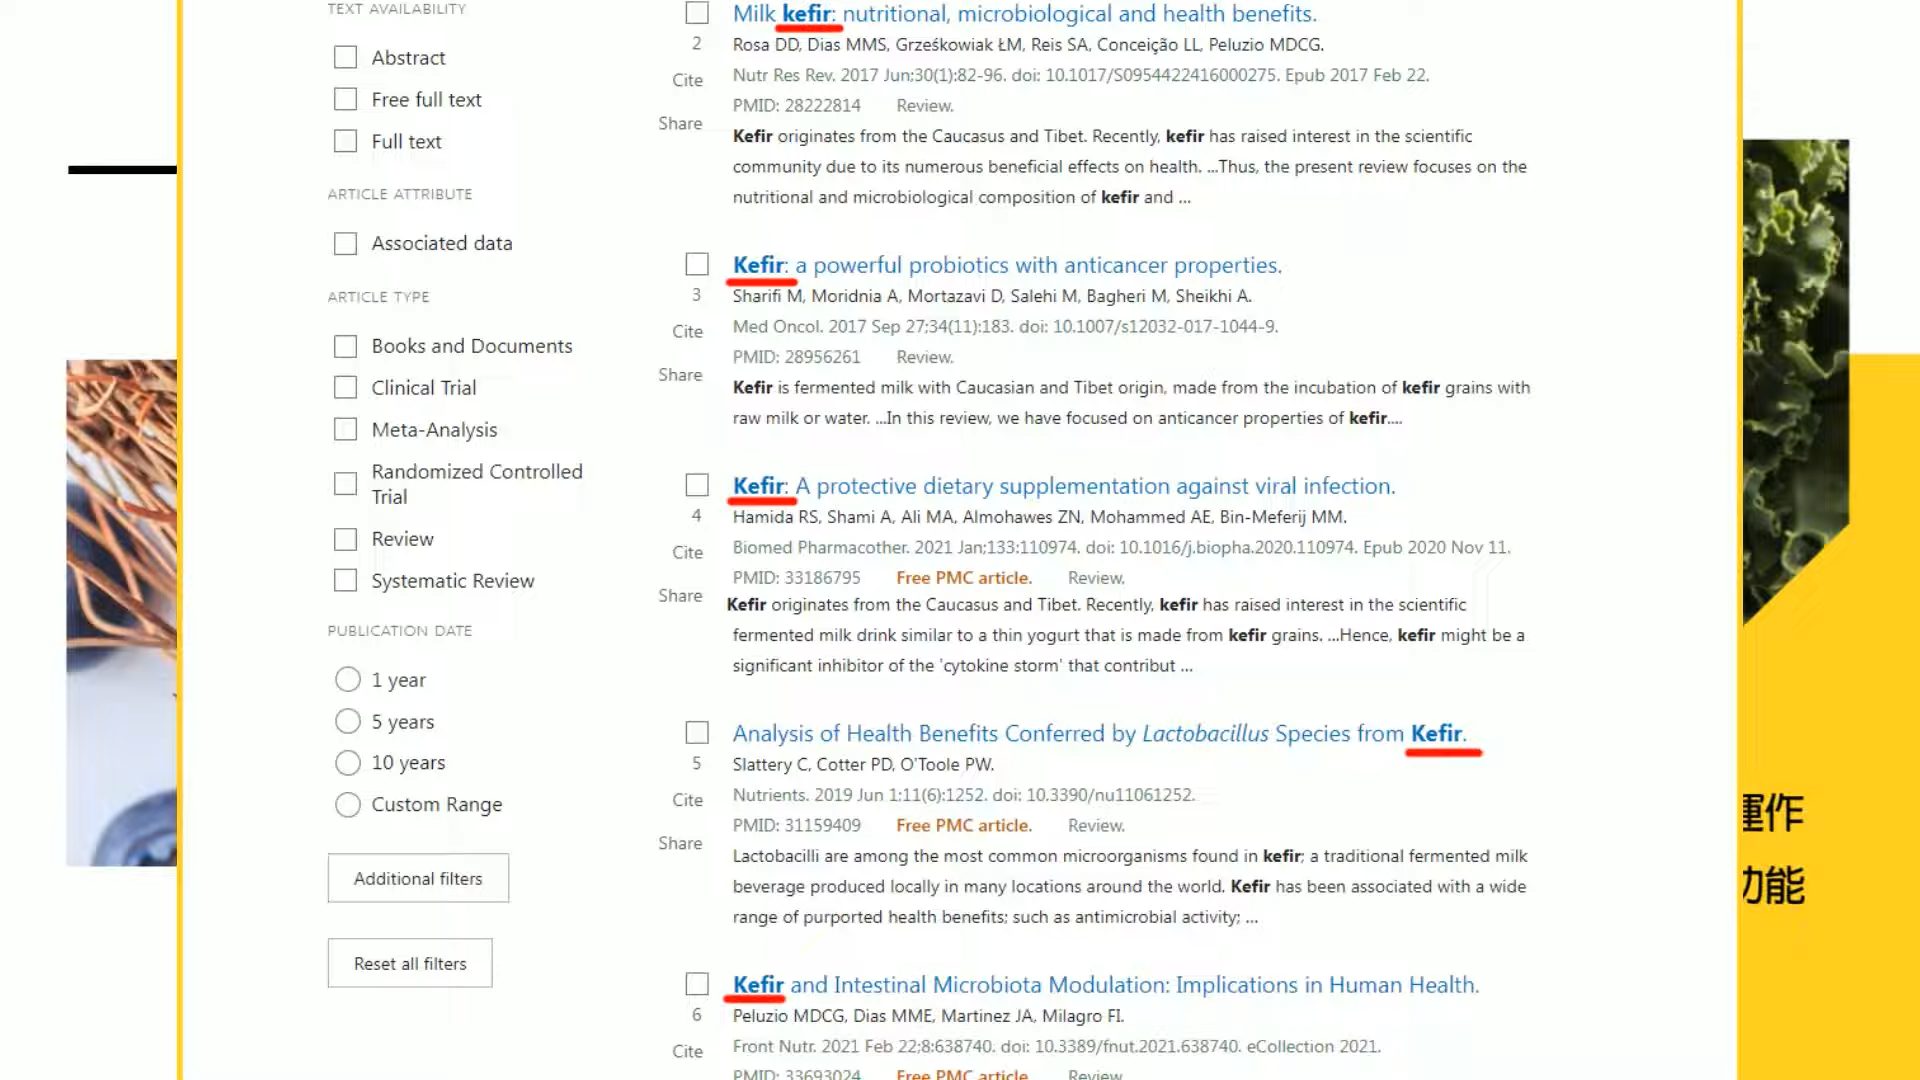 TEXT AVAILABILITY
Abstract
Free full text
Full text
ARTICLE ATTRIBUTE
Associated data
ARTICLE TYPE
Books and Documents
Clinical Trial
Meta-Analysis
Randomized Controlled
Trial
Review
Systematic Review
PUBLICATION DATE
1 year
5 years
10 years
Custom Range
Additional filters
Reset all filters
Milk kefir: nutritional, microbiological and health benefits.
2
Rosa DD, Dias MMS, Grześkowiak ŁM, Reis SA, Conceição LL, Peluzio MDCG.
Cite
Nutr Res Rev. 2017 Jun;30(1):82-96. doi: 10.1017/S0954422416000275. Epub 2017 Feb 22.
PMID: 28222814 Review.
Share
Kefir originates from the Caucasus and Tibet. Recently, kefir has raised interest in the scientific
community due to its numerous beneficial effects on health. ...Thus, the present review focuses on the
nutritional and microbiological composition of kefir and ...
Kefir: a powerful probiotics with anticancer properties.
3
Sharifi M, Moridnia A, Mortazavi D, Salehi M, Bagheri M, Sheikhi A.
Cite
Med Oncol. 2017 Sep 27;34(11):183. doi: 10.1007/s12032-017-1044-9.
PMID: 28956261 Review.
Share
Kefir is fermented milk with Caucasian and Tibet origin, made from the incubation of kefir grains with
raw milk or water. ...In this review, we have focused on anticancer properties of kefir....
Kefir: A protective dietary supplementation against viral infection.
4
Hamida RS, Shami A, Ali MA, Almohawes ZN, Mohammed AE, Bin-Meferij MM.
Cite
Biomed Pharmacother. 2021 Jan;133:110974. doi: 10.1016/j.biopha.2020.110974. Epub 2020 Nov 11.
PMID: 33186795 Free PMC article. Review.
Share
Kefir originates from the Caucasus and Tibet. Recently, kefir has raised interest in the scientific
fermented milk drink similar to a thin yogurt that is made from kefir grains. ...Hence, kefir might be a
significant inhibitor of the 'cytokine storm' that contribut ...
Analysis of Health Benefits Conferred by Lactobacillus Species from Kefir.
5
Slattery C, Cotter PD, O'Toole PW.
Cite
Nutrients. 2019 Jun 1;11(6):1252. doi: 10.3390/nu11061252.
PMID: 31159409 Free PMC article. Review.
Share
Lactobacilli are among the most common microorganisms found in kefir; a traditional fermented milk
beverage produced locally in many locations around the world. Kefir has been associated with a wide
range of purported health benefits; such as antimicrobial activity; ...
Kefir and Intestinal Microbiota Modulation: Implications in Human Health.
6
Peluzio MDCG, Dias MME, Martinez JA, Milagro FI.
Cite
Front Nutr. 2021 Feb 22;8:638740. doi: 10.3389/fnut.2021.638740. eCollection 2021.
PMID: 33693024 Free PMC article. Review.
運作
功能